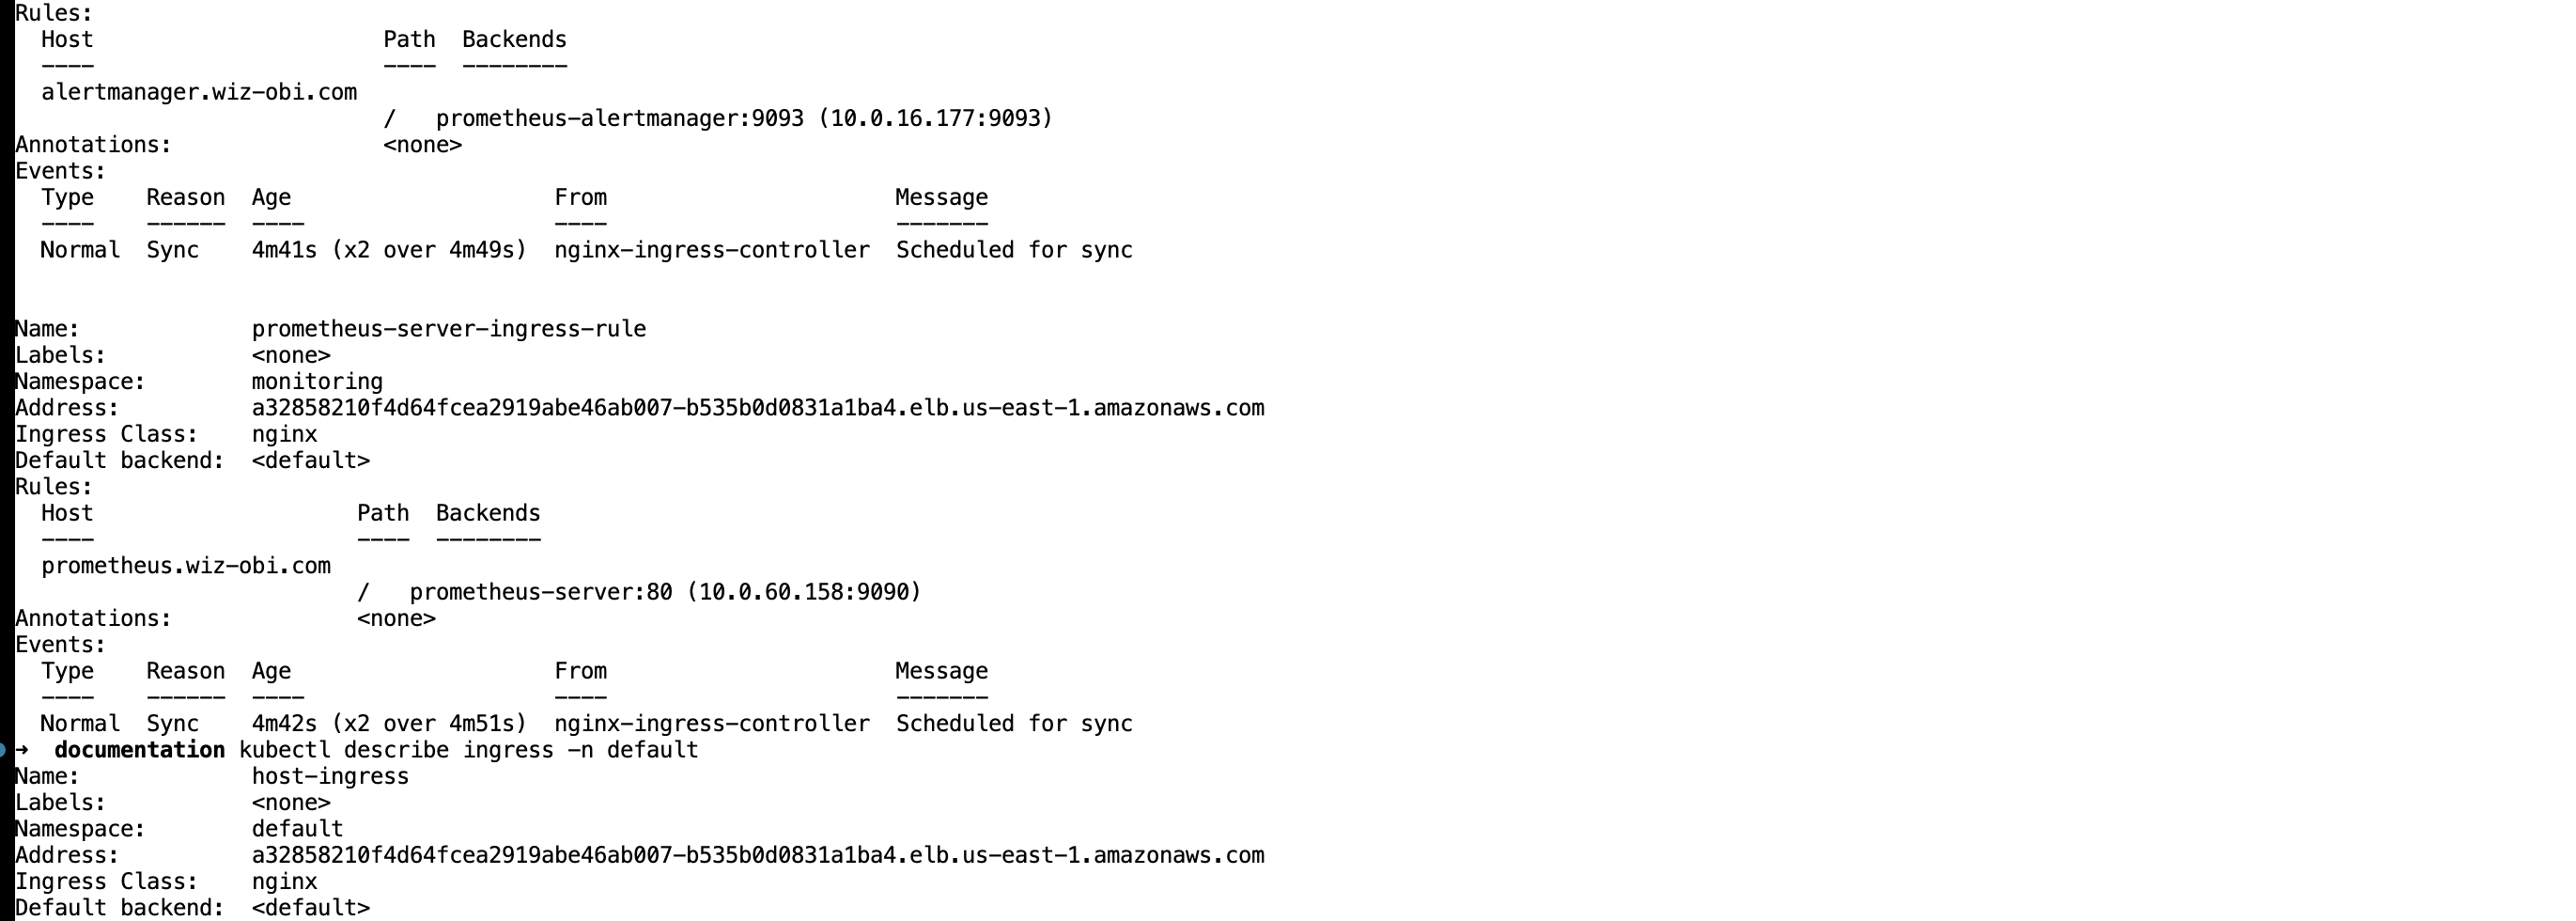 Rules:
  Host                      Path  Backends
  ----                      ----  --------
  alertmanager.wiz-obi.com
                            /   prometheus-alertmanager:9093 (10.0.16.177:9093)
Annotations:                <none>
Events:
  Type    Reason  Age                    From                      Message
  ----    ------  ----                   ----                      -------
  Normal  Sync    4m41s (x2 over 4m49s)  nginx-ingress-controller  Scheduled for sync
Name:             prometheus-server-ingress-rule
Labels:           <none>
Namespace:        monitoring
Address:          a32858210f4d64fcea2919abe46ab007-b535b0d0831a1ba4.elb.us-east-1.amazonaws.com
Ingress Class:    nginx
Default backend:  <default>
Rules:
  Host                    Path  Backends
  ----                    ----  --------
  prometheus.wiz-obi.com
                          /   prometheus-server:80 (10.0.60.158:9090)
Annotations:              <none>
Events:
  Type    Reason  Age                    From                      Message
  ----    ------  ----                   ----                      -------
  Normal  Sync    4m42s (x2 over 4m51s)  nginx-ingress-controller  Scheduled for sync
➜  documentation kubectl describe ingress -n default
Name:             host-ingress
Labels:           <none>
Namespace:        default
Address:          a32858210f4d64fcea2919abe46ab007-b535b0d0831a1ba4.elb.us-east-1.amazonaws.com
Ingress Class:    nginx
Default backend:  <default>